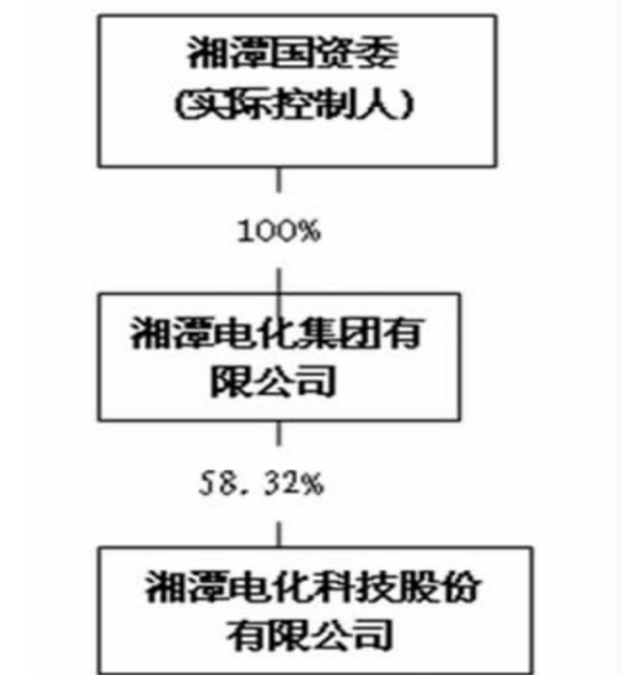 湘潭国资委
(实际控制人)
100%
湘潭电化集团有
限公司
58.32%
湘潭电化科技股份
有限公司